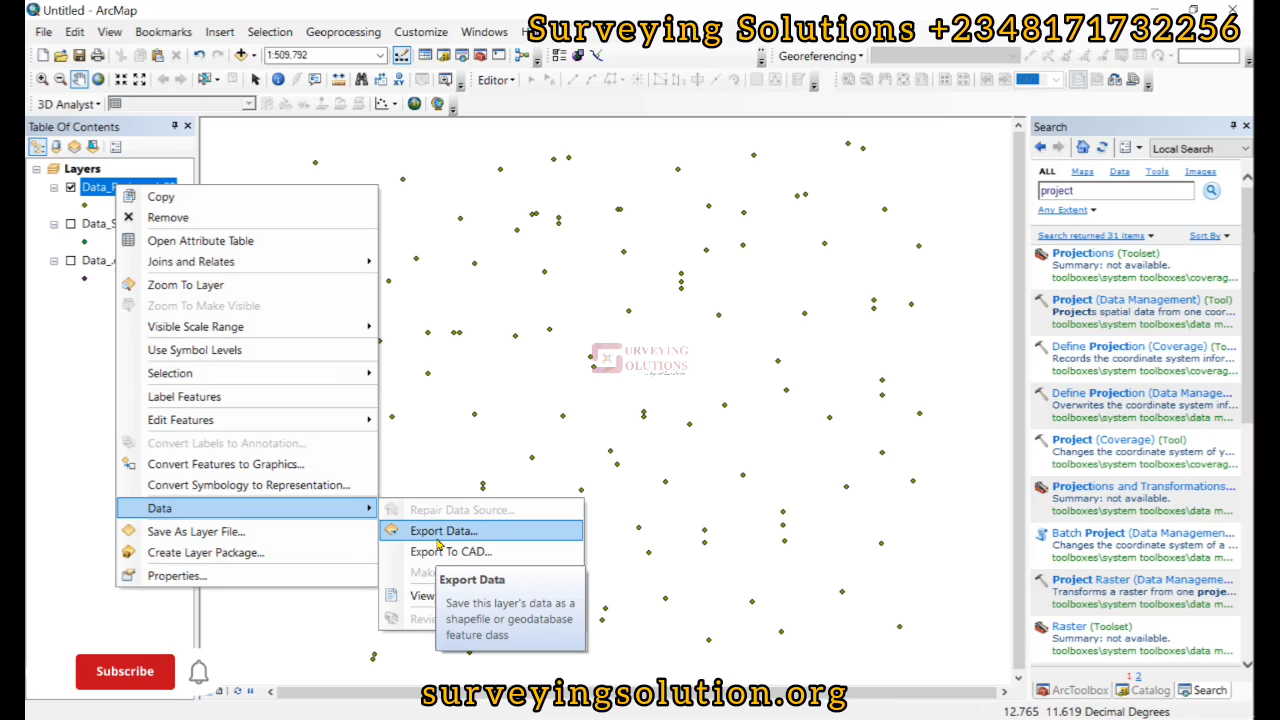 Untitled - ArcMap
Surveying Solutions +2348171732256
File Edit View Bookmarks Insert Selection Geoprocessing Customize Windows
1:509,792
Georeferencing
Editor
3D Analyst
Table Of Contents
Layers
Data_
Data_S
Data_
Copy
Remove
Open Attribute Table
Joins and Relates
Zoom To Layer
Zoom To Make Visible
Visible Scale Range
Use Symbol Levels
Selection
Label Features
Edit Features
Convert Labels to Annotation...
Convert Features to Graphics...
Convert Symbology to Representation...
Data
Save As Layer File...
Create Layer Package...
Properties...
Repair Data Source...
Export Data...
Export To CAD...
Mak
View
Revie
Export Data
Save this layer's data as a
shapefile or geodatabase
feature class
URVEYING
OLUTIONS
Search
Local Search
ALL Maps Data Tools Images
project
Any Extent
Search returned 31 items Sort By
Projections (Toolset)
Summary: not available.
toolboxes\system toolboxes\coverag...
Project (Data Management) (Tool)
Projects spatial data from one coor...
toolboxes\system toolboxes\data m...
Define Projection (Coverage) (To...
Records the coordinate system infor...
toolboxes\system toolboxes\coverag...
Define Projection (Data Manage...
Overwrites the coordinate system inf...
toolboxes\system toolboxes\data m...
Project (Coverage) (Tool)
Changes the coordinate system of y...
toolboxes\system toolboxes\coverag...
Projections and Transformations...
Summary: not available.
toolboxes\system toolboxes\data m...
Batch Project (Data Management...
Changes the coordinate system of a ...
toolboxes\system toolboxes\data m...
Project Raster (Data Manageme...
Transforms a raster from one proje...
toolboxes\system toolboxes\data m...
Raster (Toolset)
Summary: not available.
toolboxes\system toolboxes\data m...
1 2
ArcToolbox Catalog Search
Subscribe
surveyingsolution.org
12.765 11.619 Decimal Degrees